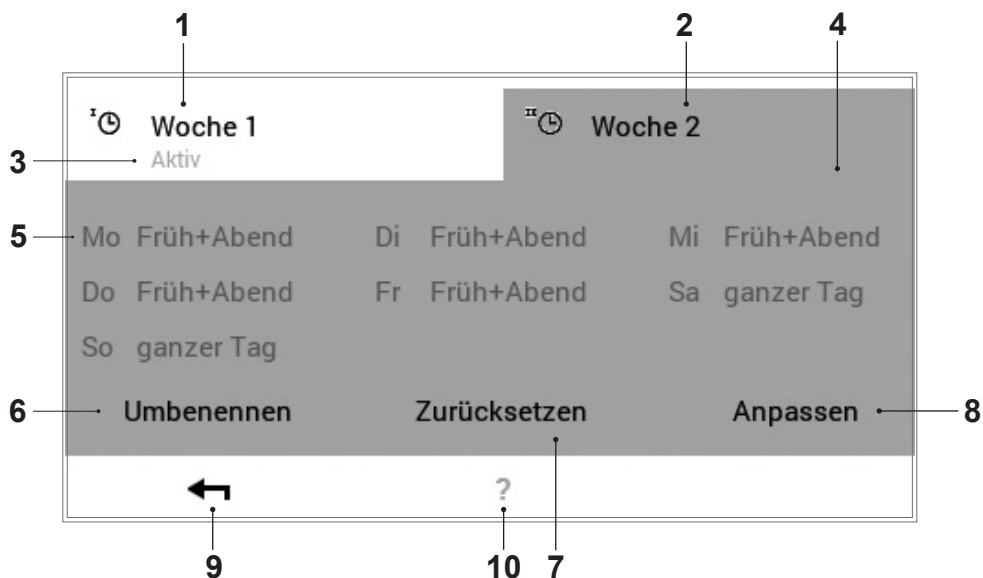 1 2 4
I Woche 1 II Woche 2
3 Aktiv
5 Mo Früh+Abend Di Früh+Abend Mi Früh+Abend
Do Früh+Abend Fr Früh+Abend Sa ganzer Tag
So ganzer Tag
6 Umbenennen Zurücksetzen Anpassen 8
?
9 10 7